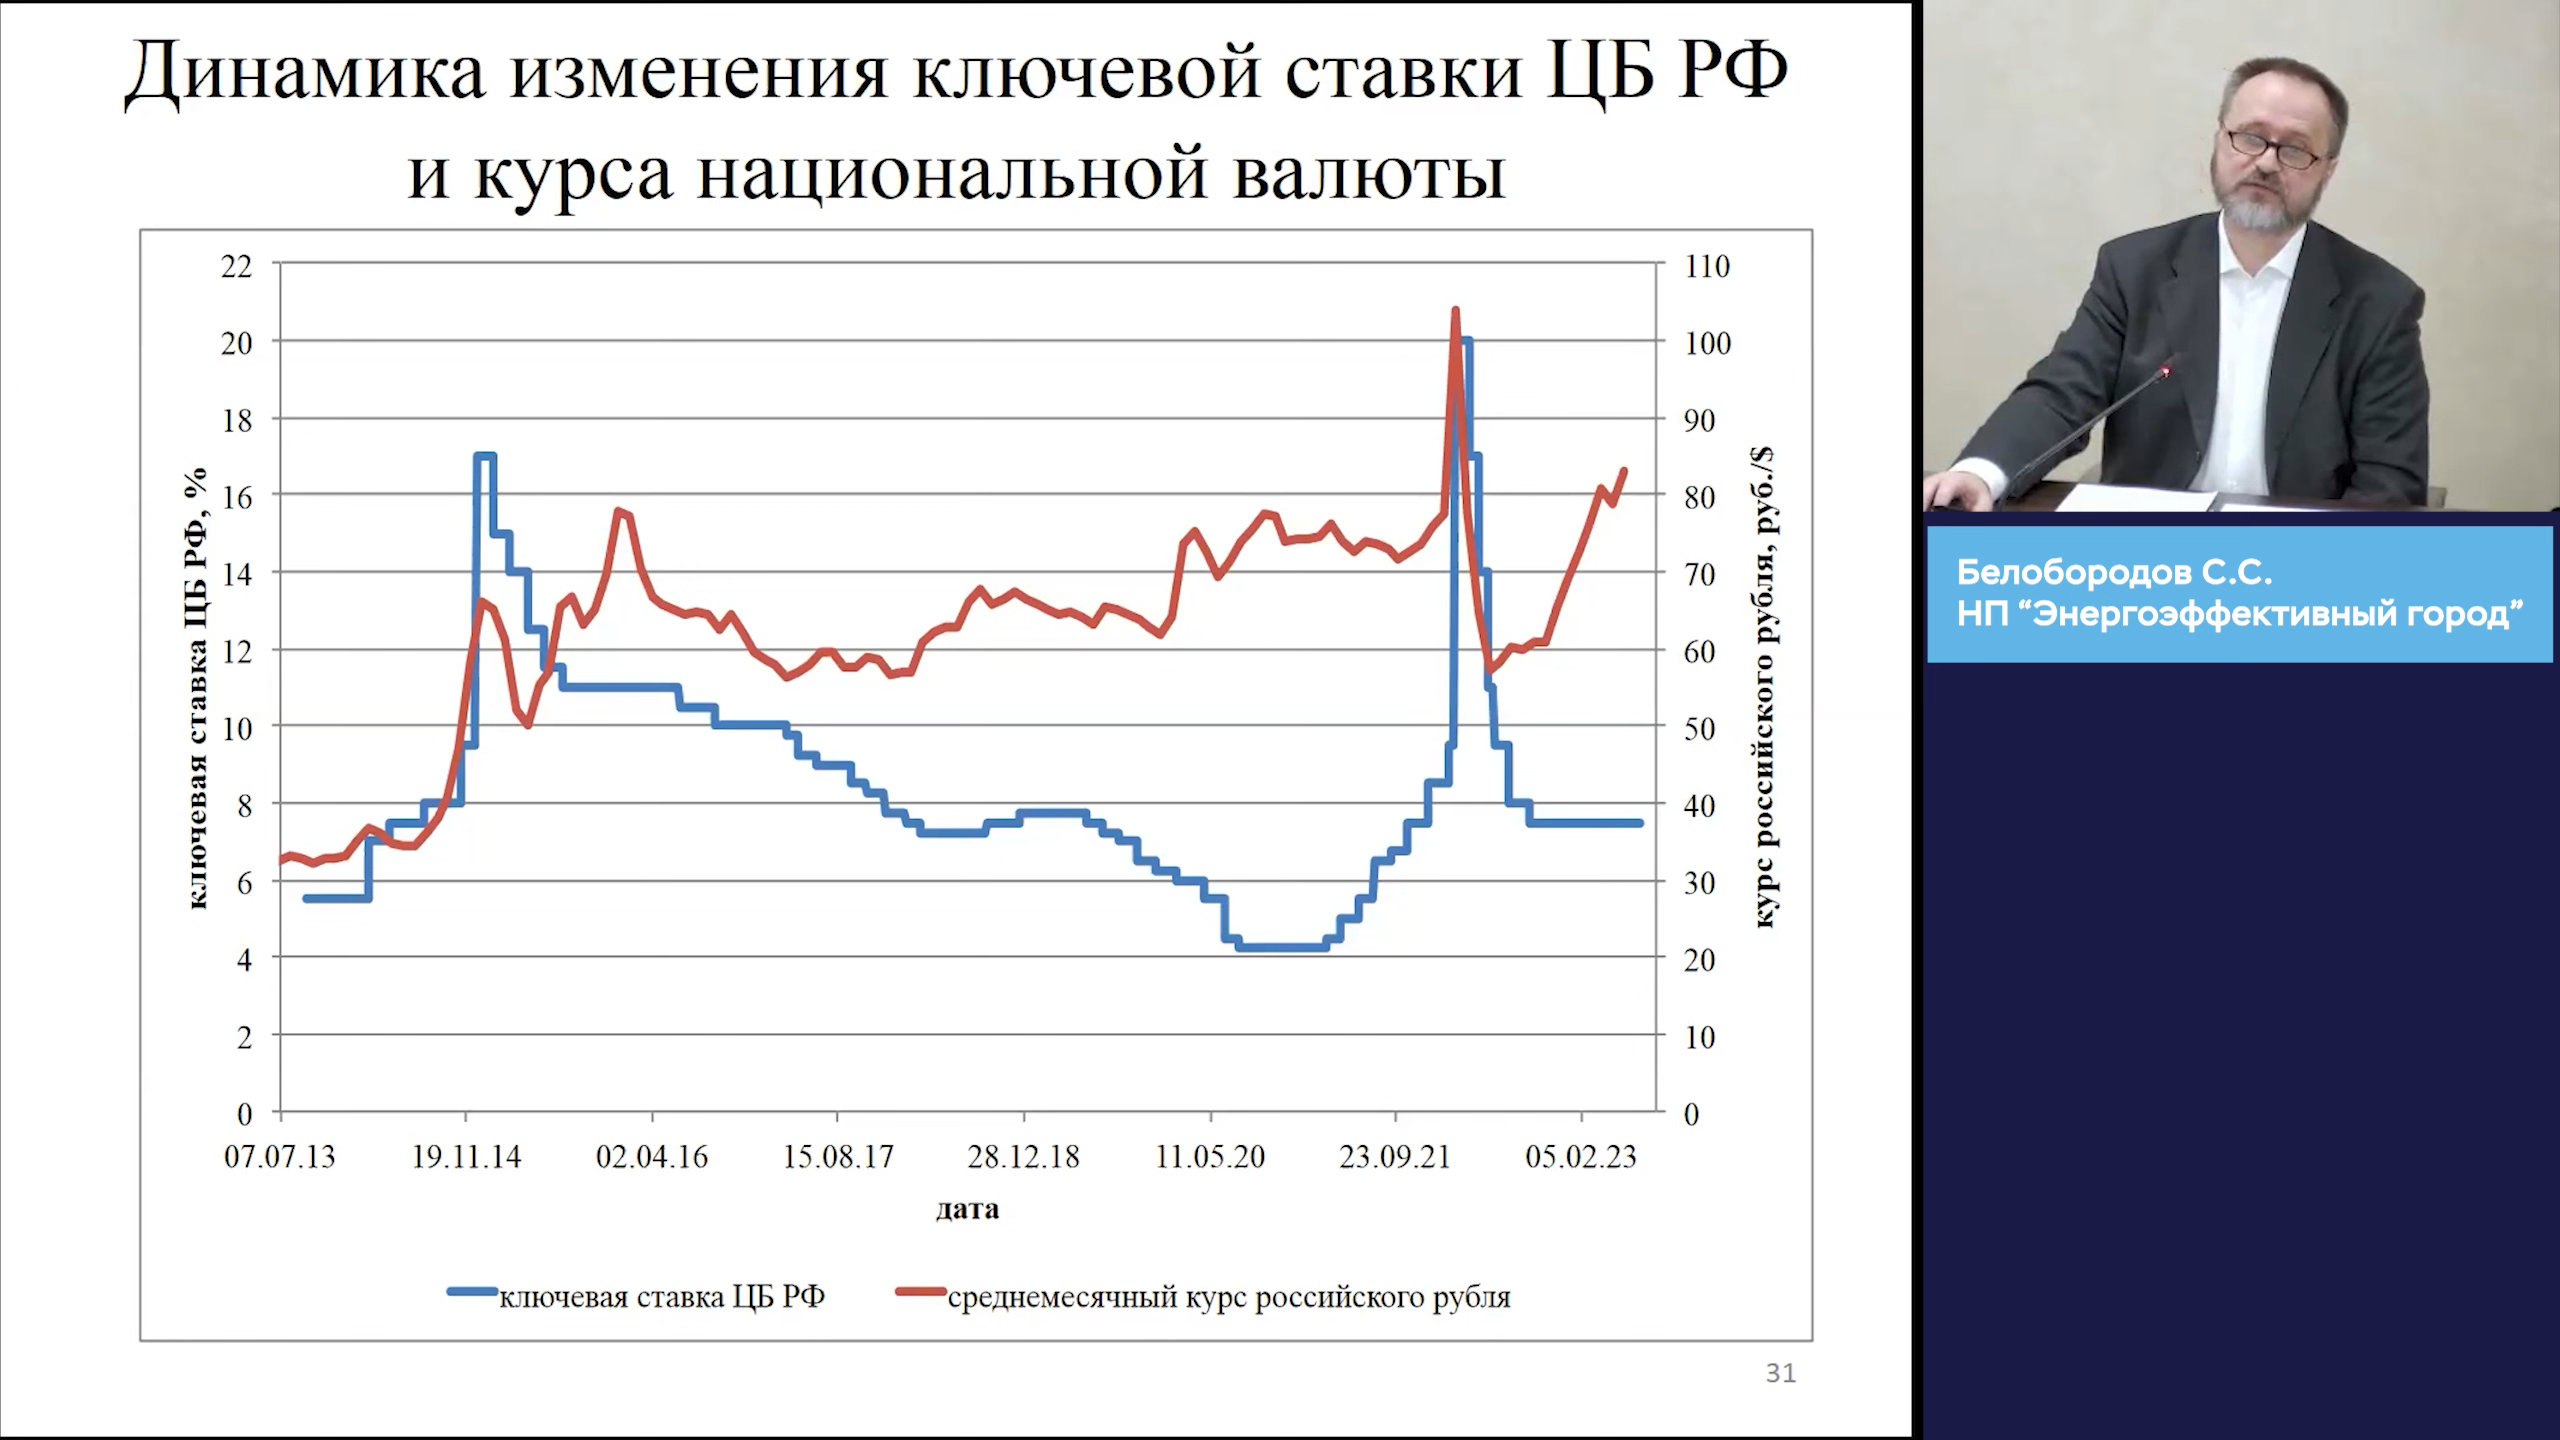 Динамика изменения ключевой ставки ЦБ РФ
и курса национальной валюты
ключевая ставка ЦБ РФ, %
22
20
18
16
14
12
10
8
6
4
2
0
110
100
90
80
70
60
50
40
30
20
10
0
курс российского рубля, руб./$
07.07.13 19.11.14 02.04.16 15.08.17 28.12.18 11.05.20 23.09.21 05.02.23
дата
ключевая ставка ЦБ РФ среднемесячный курс российского рубля
31
Белобородов С.С.
НП “Энергоэффективный город”